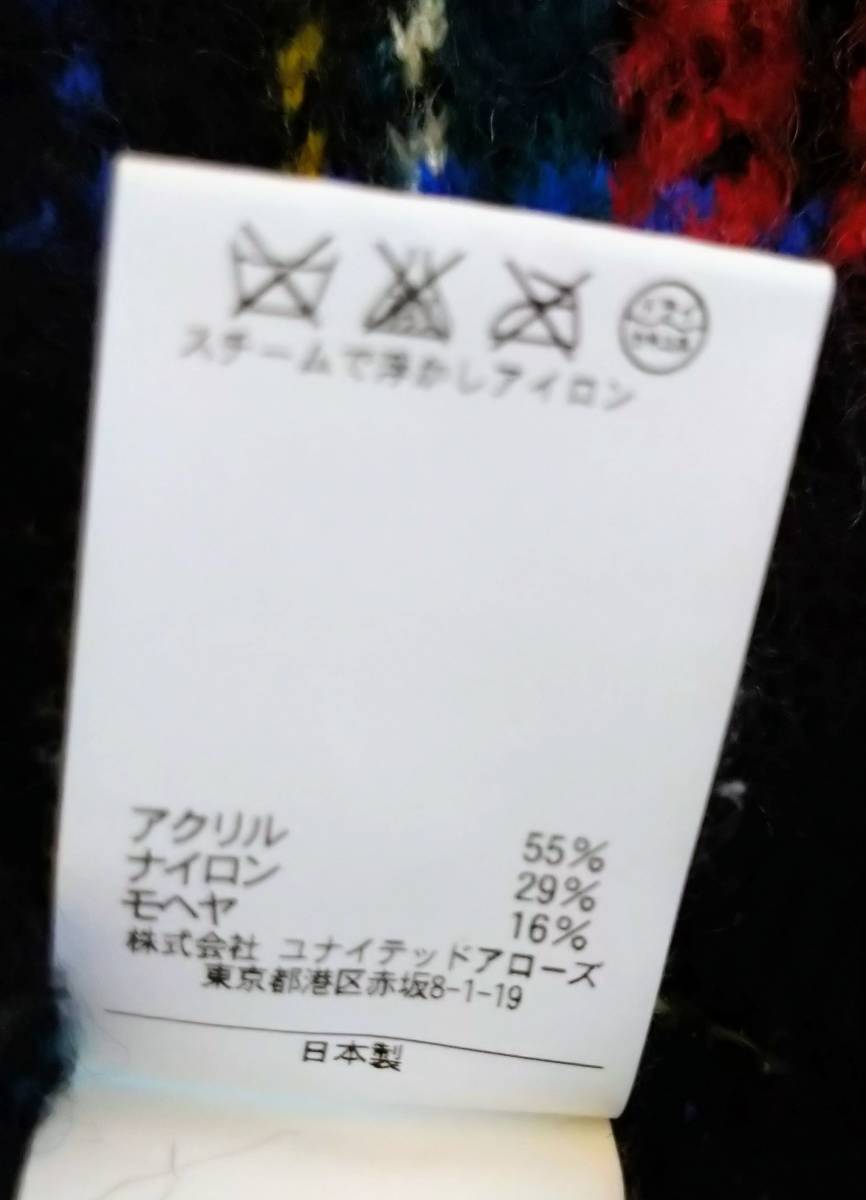 スチームで浮かしアイロン
アクリル 55%
ナイロン 29%
モヘヤ 16%
株式会社 ユナイテッドアローズ
東京都港区赤坂8-1-19
日本製